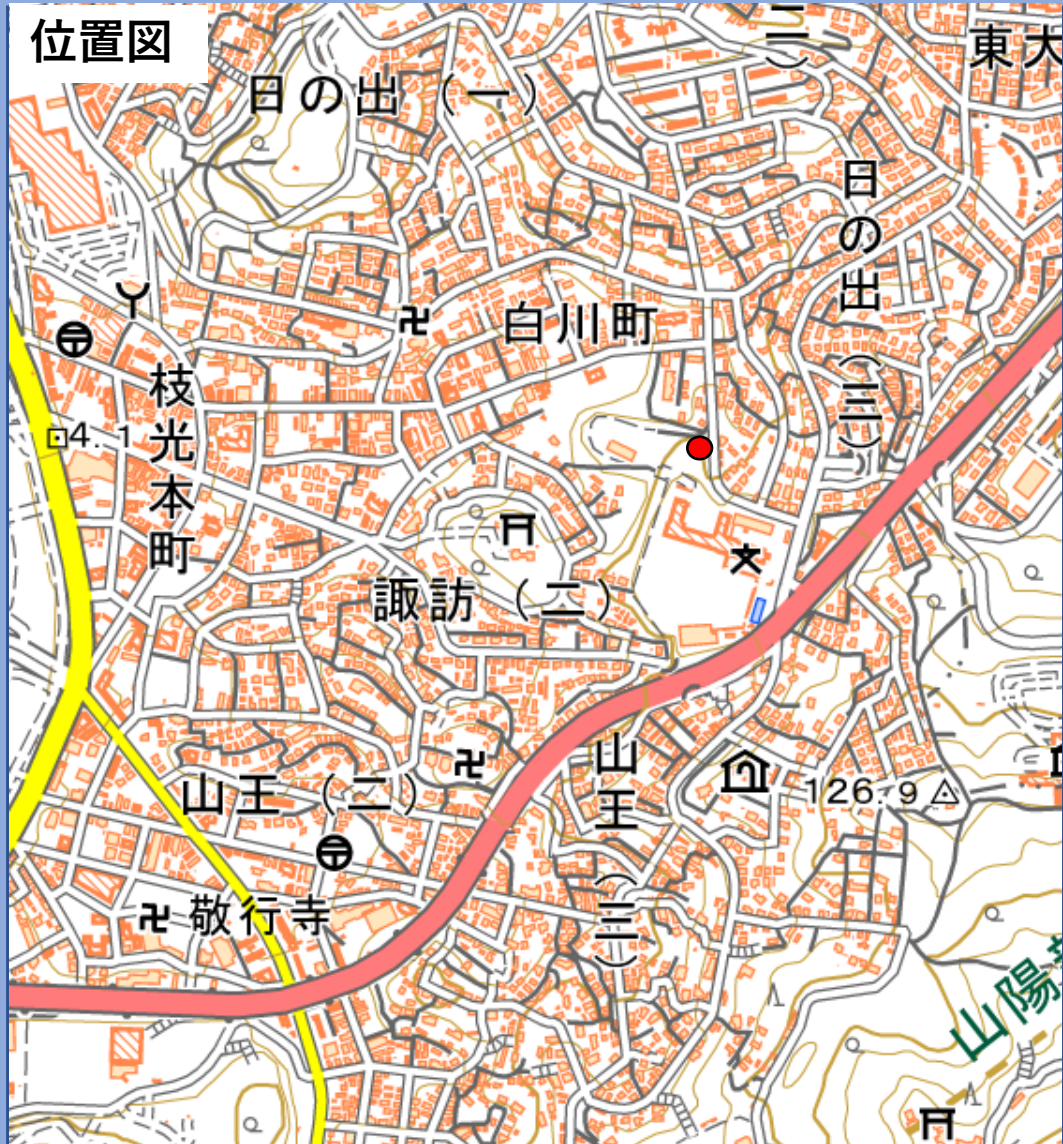 位置図
二)
東大
日の出 (一)
日の出 (三)
白川町
枝光本町
4.1
諏訪 (二)
山王 (二)
山王 (三)
126.9
敬行寺
山陽